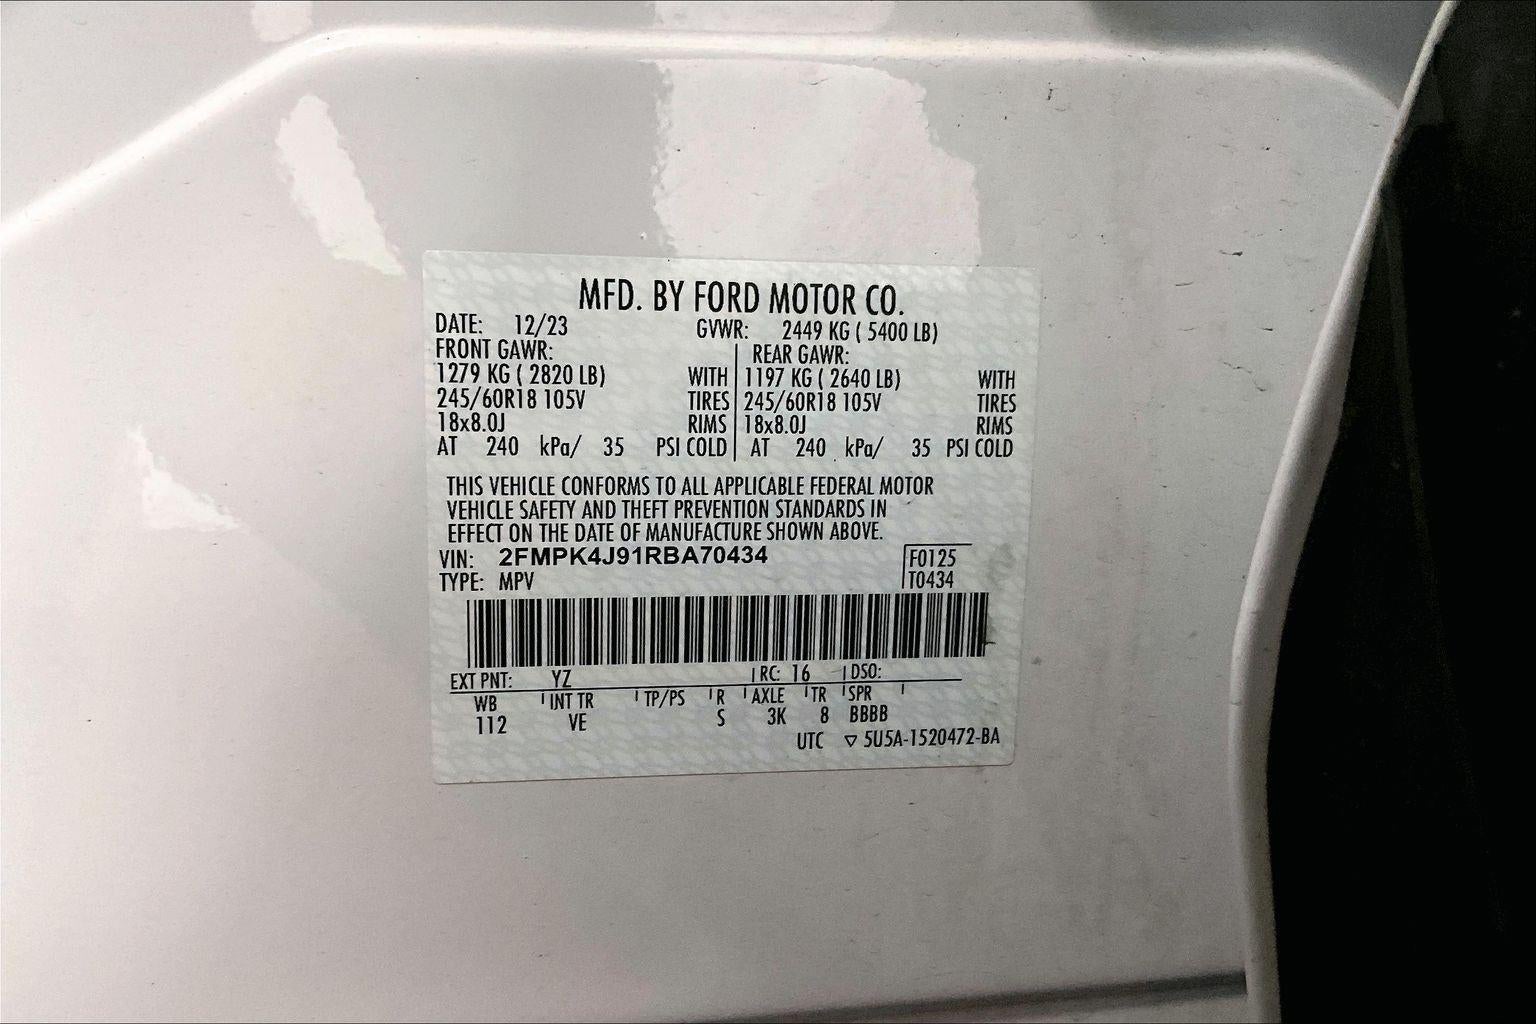 MFD. BY FORD MOTOR CO.
DATE: 12/23 GVWR: 2449 KG ( 5400 LB)
FRONT GAWR: REAR GAWR:
1279 KG ( 2820 LB) WITH 1197 KG ( 2640 LB) WITH
245/60R18 105V TIRES 245/60R18 105V TIRES
18x8.0J RIMS 18x8.0J RIMS
AT 240 kPa/ 35 PSI COLD AT 240 kPa/ 35 PSI COLD
THIS VEHICLE CONFORMS TO ALL APPLICABLE FEDERAL MOTOR
VEHICLE SAFETY AND THEFT PREVENTION STANDARDS IN
EFFECT ON THE DATE OF MANUFACTURE SHOWN ABOVE.
VIN: 2FMPK4J91RBA70434 F0125
TYPE: MPV T0434
EXT PNT: YZ RC: 16 DSO:
WB INT TR TP/PS R AXLE TR SPR
112 VE S 3K 8 BBBB
UTC ▽ 5U5A-1520472-BA